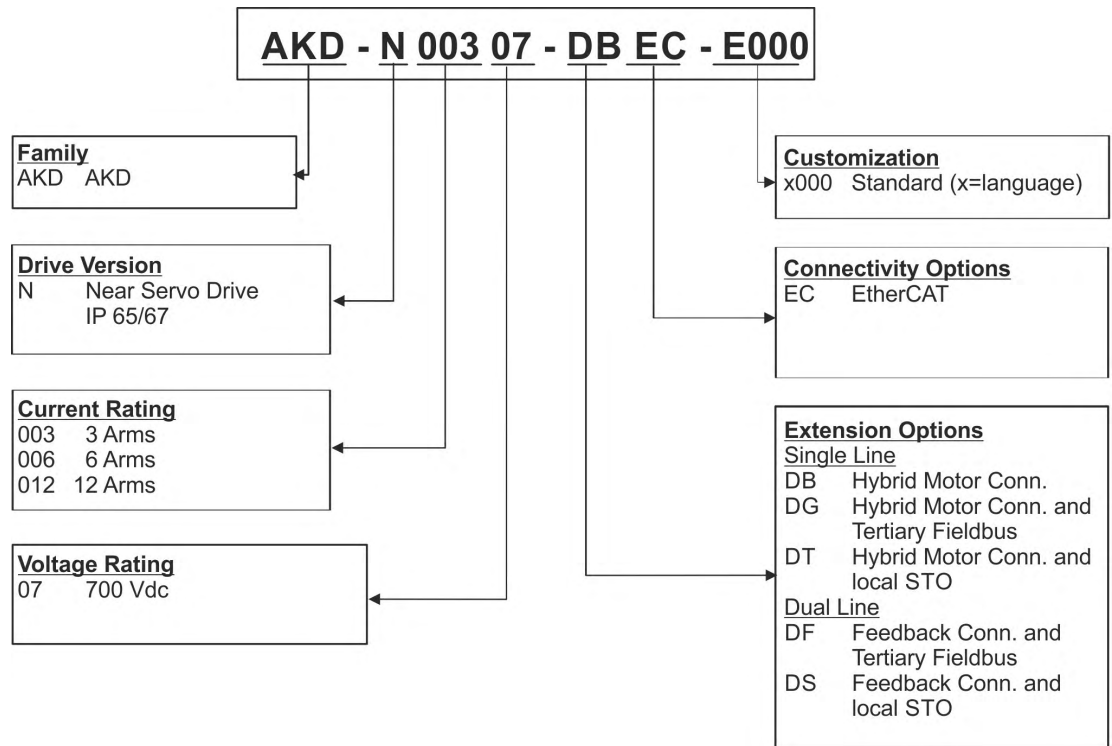 AKD - N 003 07 - DB EC - E000
Family
AKD AKD
Drive Version
N Near Servo Drive
IP 65/67
Current Rating
003 3 Arms
006 6 Arms
012 12 Arms
Voltage Rating
07 700 Vdc
Customization
x000 Standard (x=language)
Connectivity Options
EC EtherCAT
Extension Options
Single Line
DB Hybrid Motor Conn.
DG Hybrid Motor Conn. and
Tertiary Fieldbus
DT Hybrid Motor Conn. and
local STO
Dual Line
DF Feedback Conn. and
Tertiary Fieldbus
DS Feedback Conn. and
local STO